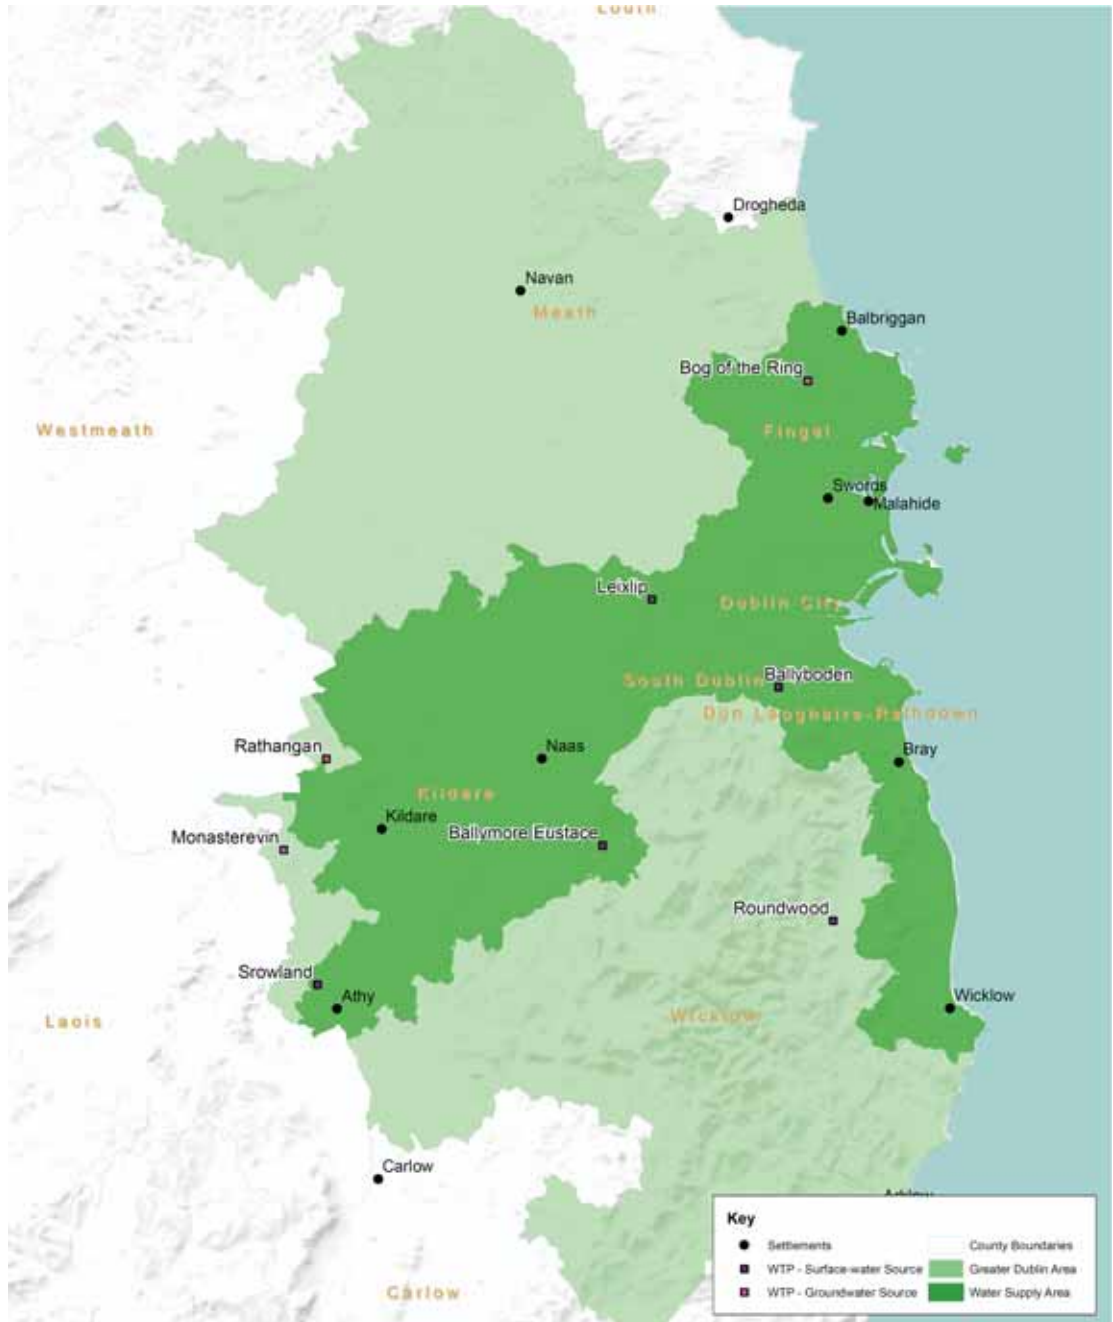 Louth
Drogheda
Navan
Meath
Balbriggan
Bog of the Ring
Westmeath
Fingal
Swords
Malahide
Leixlip
Dublin City
South Dublin
Ballyboden
Dun Laoghaire-Rathdown
Rathangan
Naas
Bray
Kildare
Kildare
Monasterevin
Ballymore Eustace
Roundwood
Srowland
Athy
Wicklow
Laois
Wicklow
Carlow
Arklow
Carlow
Key
Settlements
County Boundaries
WTP - Surface-water Source
Greater Dublin Area
WTP - Groundwater Source
Water Supply Area